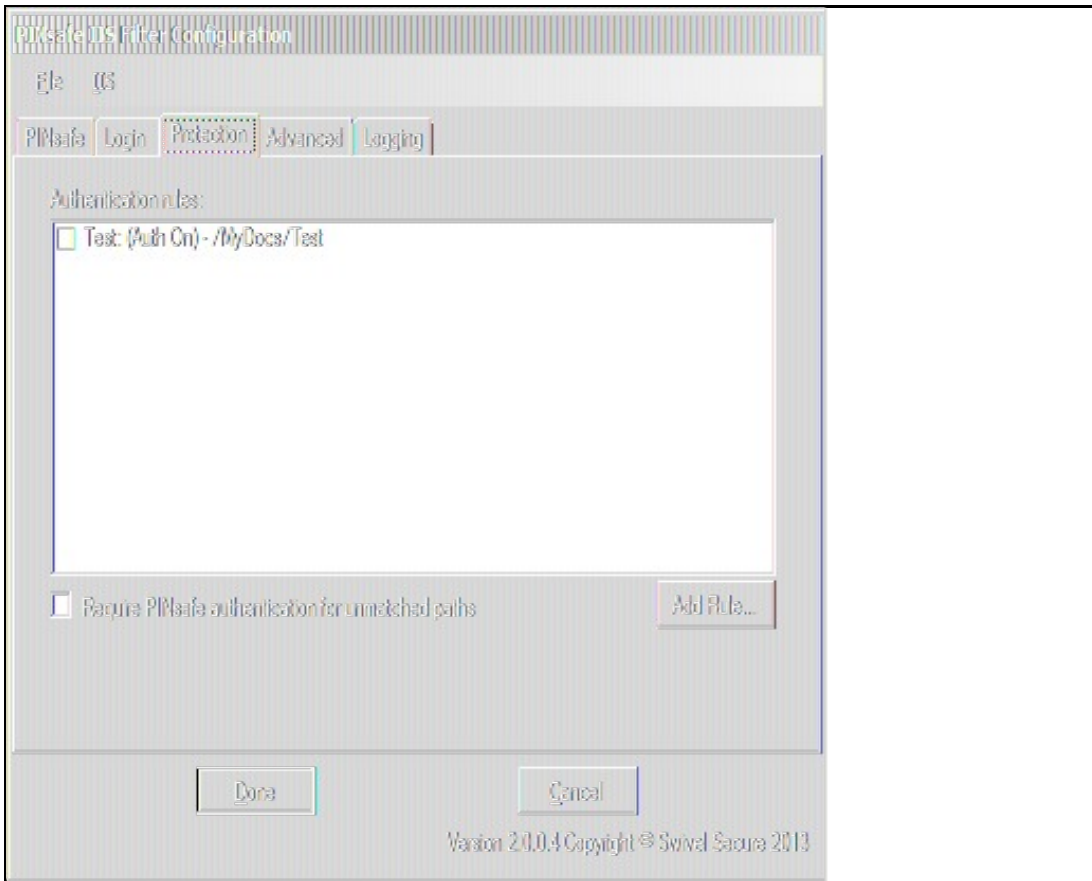 PINsafe IIS Filter Configuration
File IIS
PINsafe Login Protection Advanced Logging
Authentication rules:
Test: (Auth On) - /MyDocs/Test
Require PINsafe authentication for unmatched paths
Add Rule...
Done Cancel
Version 2.0.0.4 Copyright © Swivel Secure 2013